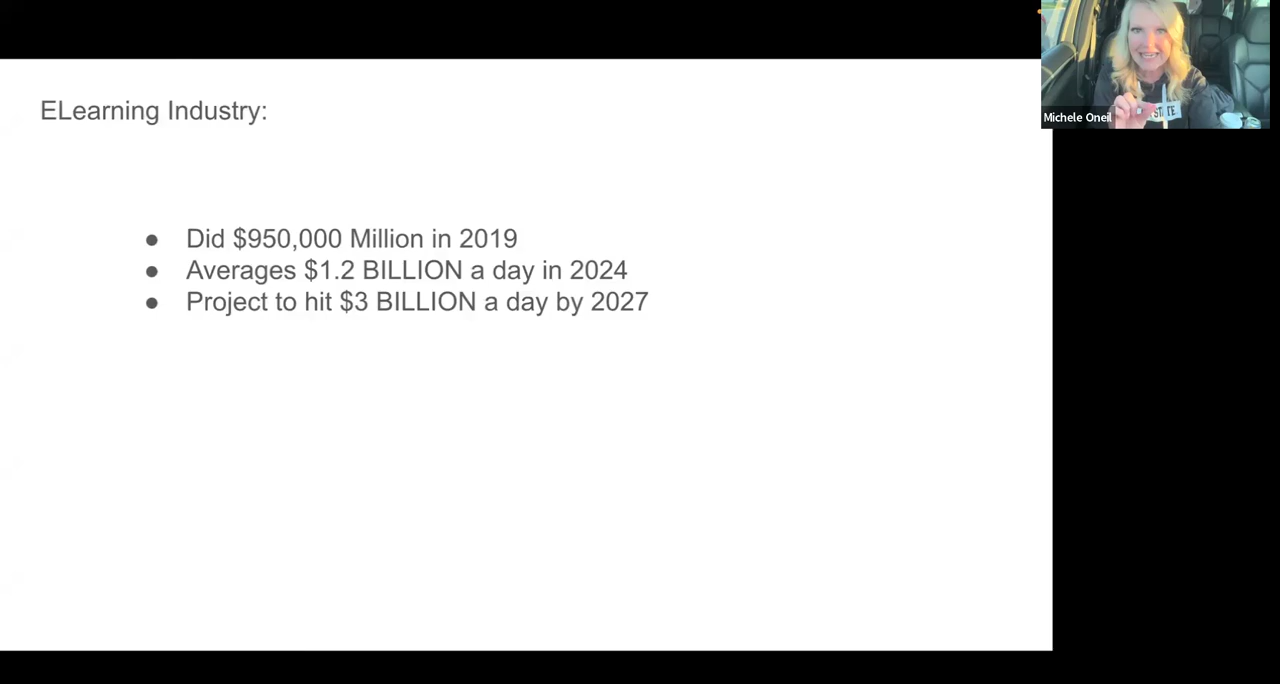 ELearning Industry:
● Did $950,000 Million in 2019
● Averages $1.2 BILLION a day in 2024
● Project to hit $3 BILLION a day by 2027
Michele Oneil